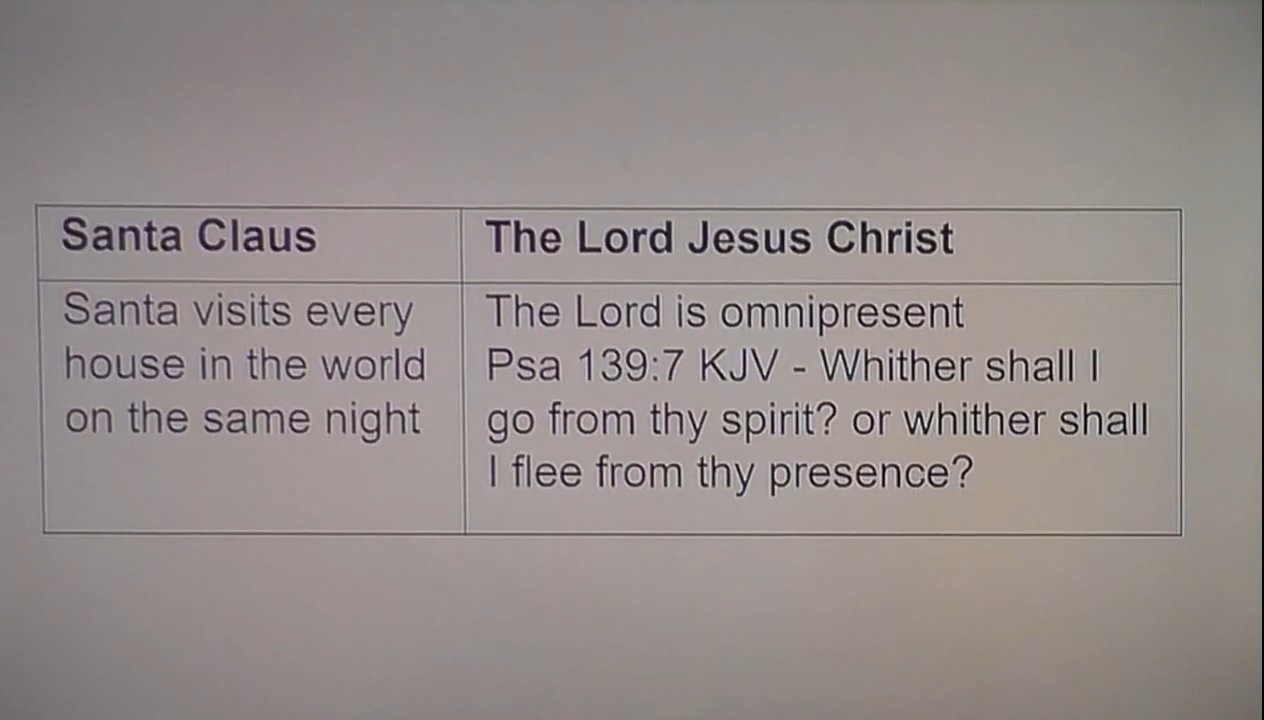 Santa Claus
The Lord Jesus Christ
Santa visits every
house in the world
on the same night
The Lord is omnipresent
Psa 139:7 KJV - Whither shall I
go from thy spirit? or whither shall
I flee from thy presence?